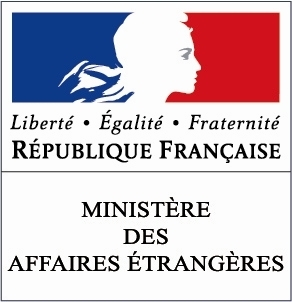 Liberté • Égalité • Fraternité
RÉPUBLIQUE FRANÇAISE
MINISTÈRE
DES
AFFAIRES ÉTRANGÈRES